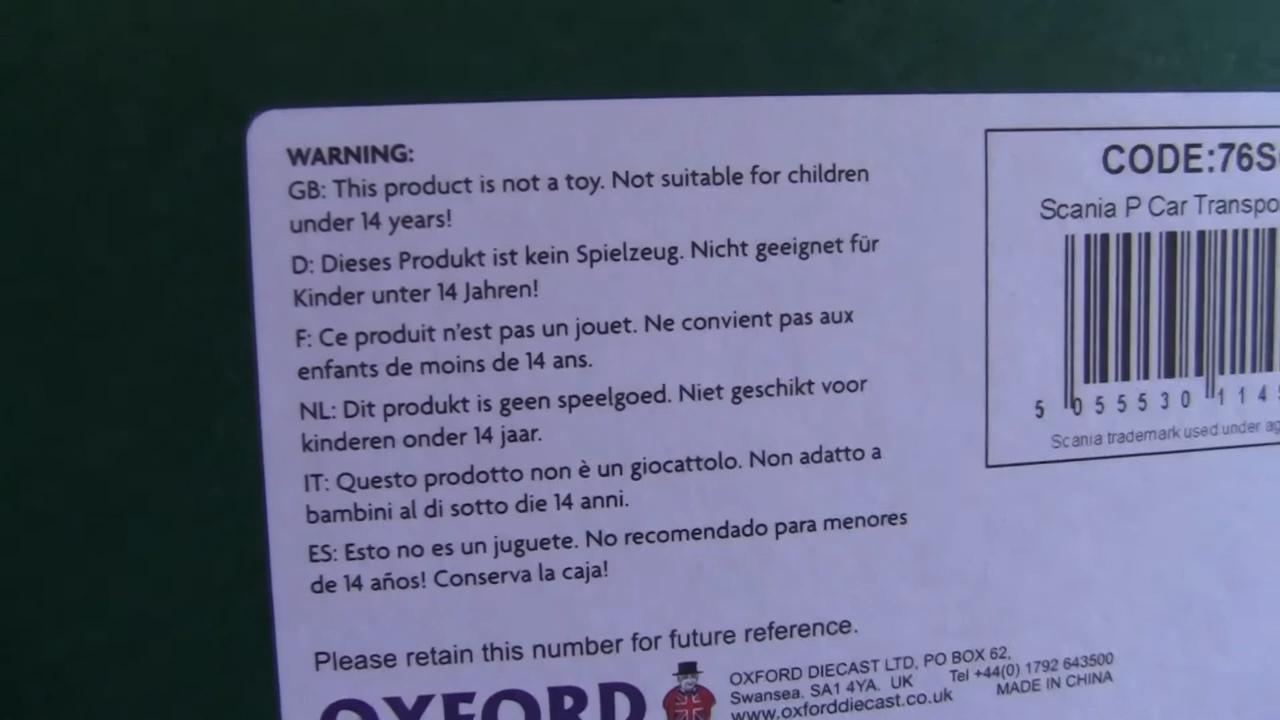 WARNING:
GB: This product is not a toy. Not suitable for children
under 14 years!
D: Dieses Produkt ist kein Spielzeug. Nicht geeignet für
Kinder unter 14 Jahren!
F: Ce produit n'est pas un jouet. Ne convient pas aux
enfants de moins de 14 ans.
NL: Dit produkt is geen speelgoed. Niet geschikt voor
kinderen onder 14 jaar.
IT: Questo prodotto non è un giocattolo. Non adatto a
bambini al di sotto die 14 anni.
ES: Esto no es un juguete. No recomendado para menores
de 14 años! Conserva la caja!
Please retain this number for future reference.
OXFORD
OXFORD DIECAST LTD, PO BOX 62,
Swansea. SA1 4YA. UK Tel +44(0) 1792 643500
www.oxforddiecast.co.uk MADE IN CHINA
CODE:76S
Scania P Car Transpo
5 055530 114
Scania trademark used under ag